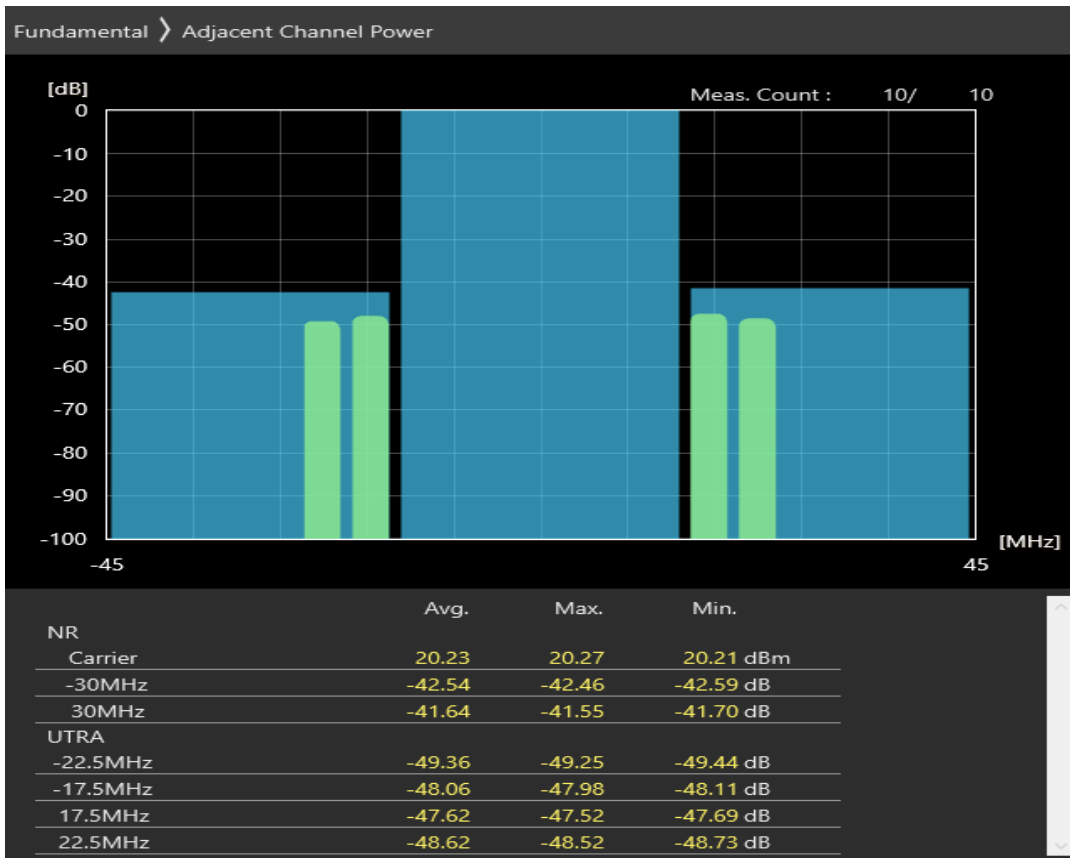 Fundamental 〉 Adjacent Channel Power
[dB]
Meas. Count : 10/ 10
0
-10
-20
-30
-40
-50
-60
-70
-80
-90
-100
[MHz]
-45 45
Avg. Max. Min.
NR
Carrier 20.23 20.27 20.21 dBm
-30MHz -42.54 -42.46 -42.59 dB
30MHz -41.64 -41.55 -41.70 dB
UTRA
-22.5MHz -49.36 -49.25 -49.44 dB
-17.5MHz -48.06 -47.98 -48.11 dB
17.5MHz -47.62 -47.52 -47.69 dB
22.5MHz -48.62 -48.52 -48.73 dB